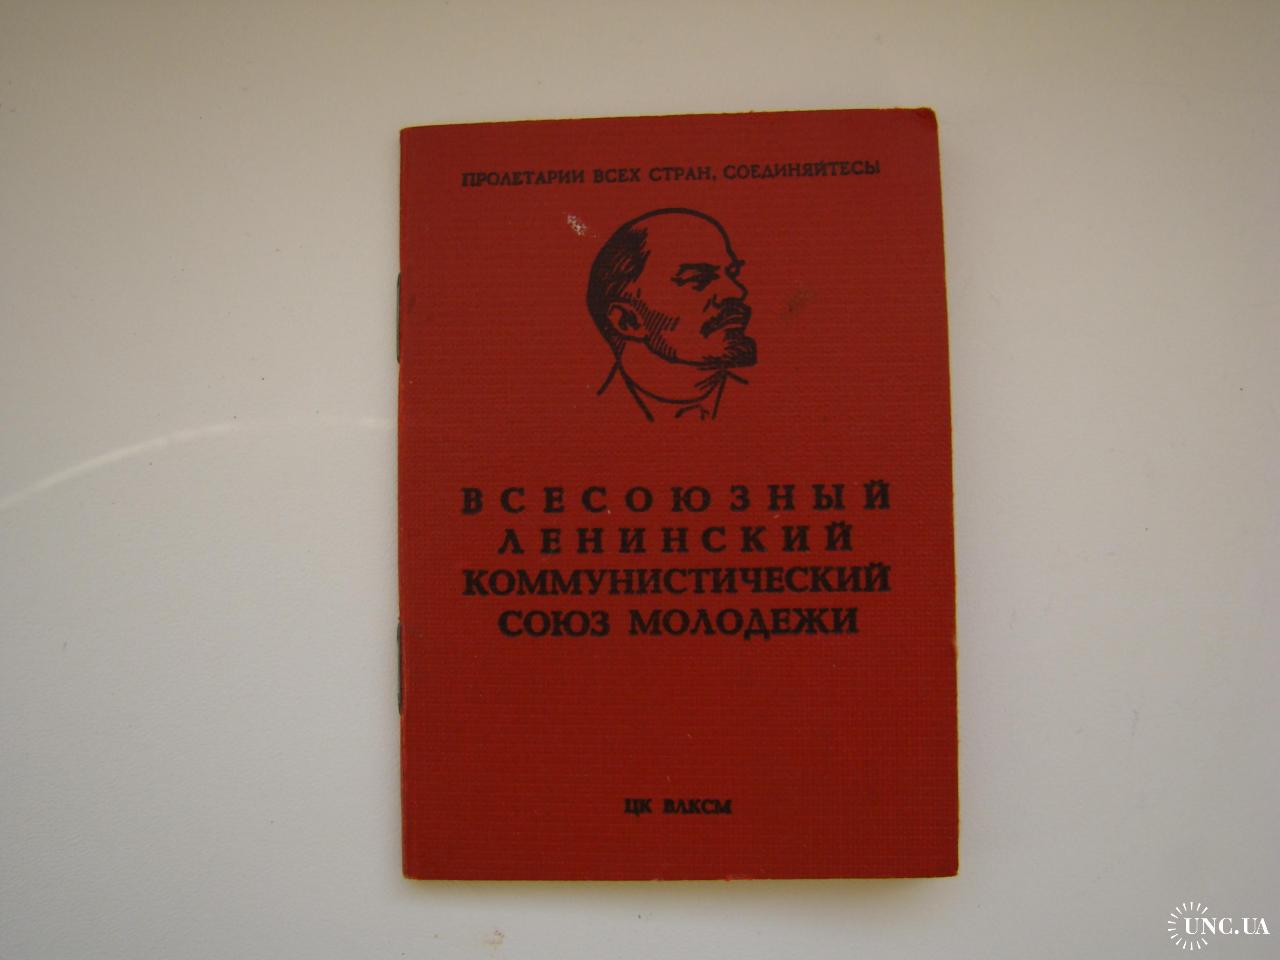 ПРОЛЕТАРИИ ВСЕХ СТРАН, СОЕДИНЯЙТЕСЬ!
ВСЕСОЮЗНЫЙ
ЛЕНИНСКИЙ
КОММУНИСТИЧЕСКИЙ
СОЮЗ МОЛОДЕЖИ
ЦК ВЛКСМ
UNC.UA